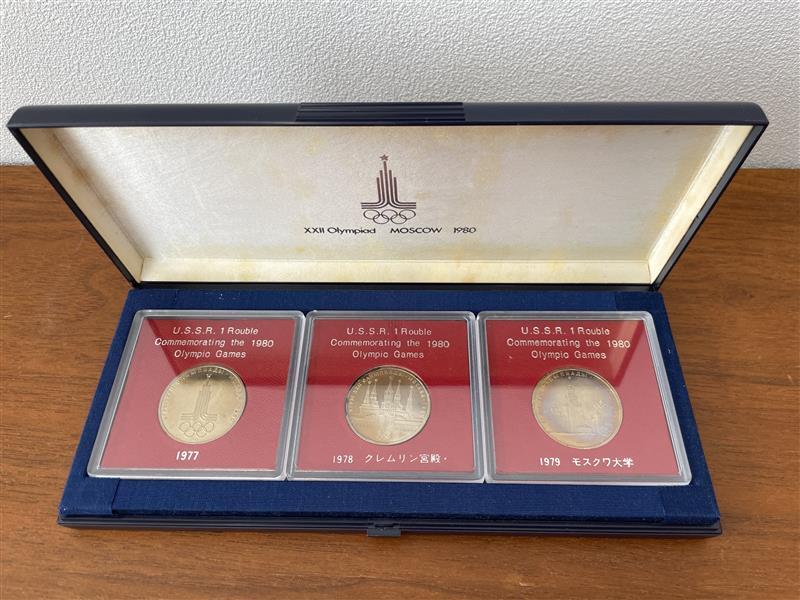 XXII Olympiad MOSCOW 1980
U.S.S.R. 1 Rouble
Commemorating the 1980
Olympic Games
1977
U.S.S.R. 1 Rouble
Commemorating the 1980
Olympic Games
1978 クレムリン宮殿・
U.S.S.R. 1 Rouble
Commemorating the 1980
Olympic Games
1979 モスクワ大学